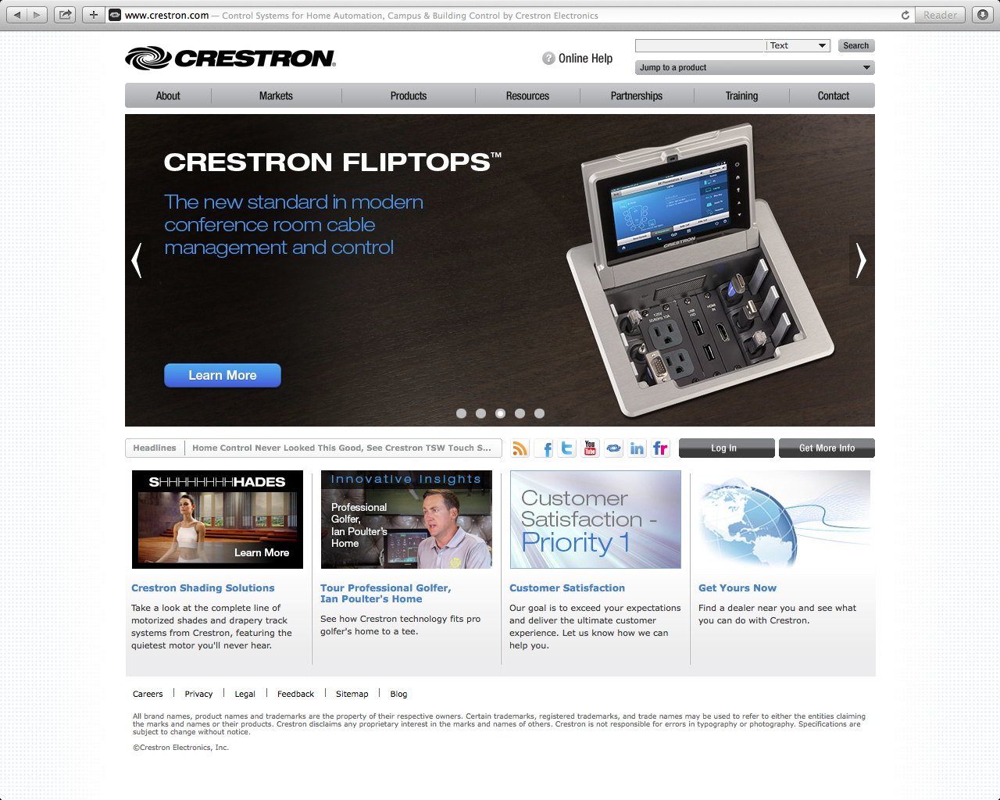 www.crestron.com — Control Systems for Home Automation, Campus & Building Control by Crestron Electronics
Reader
CRESTRON
Online Help
Text
Search
Jump to a product
About
Markets
Products
Resources
Partnerships
Training
Contact
CRESTRON FLIPTOPS™
The new standard in modern
conference room cable
management and control
CRESTRON
Learn More
Headlines
Home Control Never Looked This Good, See Crestron TSW Touch S...
You Tube
Log In
Get More Info
SHHHHHHHHADES
Learn More
Innovative Insights
Professional
Golfer,
Ian Poulter's
Home
Customer
Satisfaction -
Priority 1
Crestron Shading Solutions
Take a look at the complete line of
motorized shades and drapery track
systems from Crestron, featuring the
quietest motor you'll never hear.
Tour Professional Golfer,
Ian Poulter's Home
See how Crestron technology fits pro
golfer's home to a tee.
Customer Satisfaction
Our goal is to exceed your expectations
and deliver the ultimate customer
experience. Let us know how we can
help you.
Get Yours Now
Find a dealer near you and see what
you can do with Crestron.
Careers
Privacy
Legal
Feedback
Sitemap
Blog
All brand names, product names and trademarks are the property of their respective owners. Certain trademarks, registered trademarks, and trade names may be used to refer to either the entities claiming
the marks and names or their products. Crestron disclaims any proprietary interest in the marks and names of others. Crestron is not responsible for errors in typography or photography. Specifications are
subject to change without notice.
©Crestron Electronics, Inc.